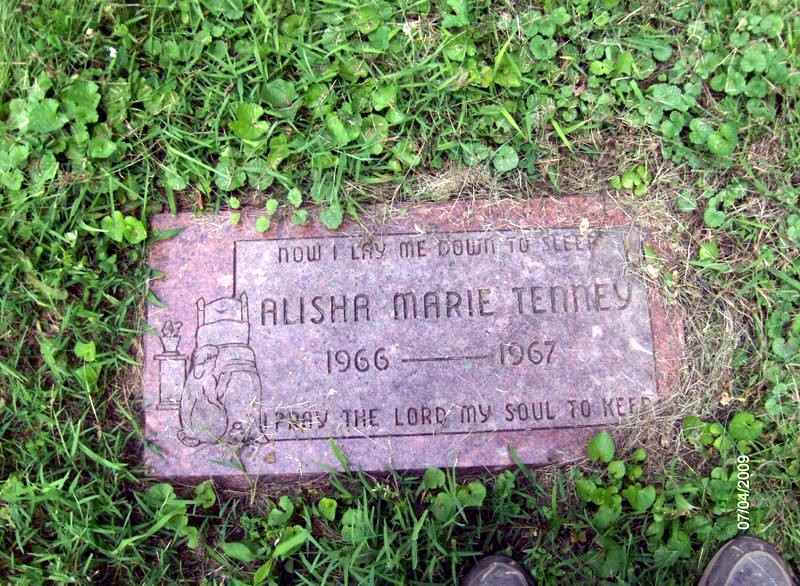 NOW I LAY ME DOWN TO SLEEP
ALISHA MARIE TENNEY
1966 — 1967
I PRAY THE LORD MY SOUL TO KEEP
07/04/2009